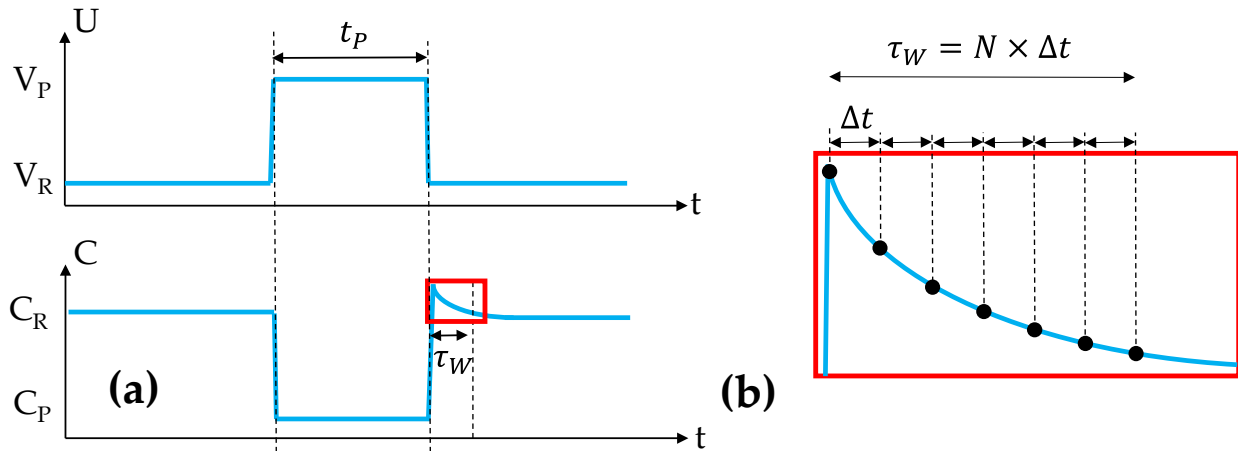 U
t_P
V_P
V_R
t
C
C_R
τ_W
(a)
C_P
t
τ_W = N × Δt
Δt
(b)